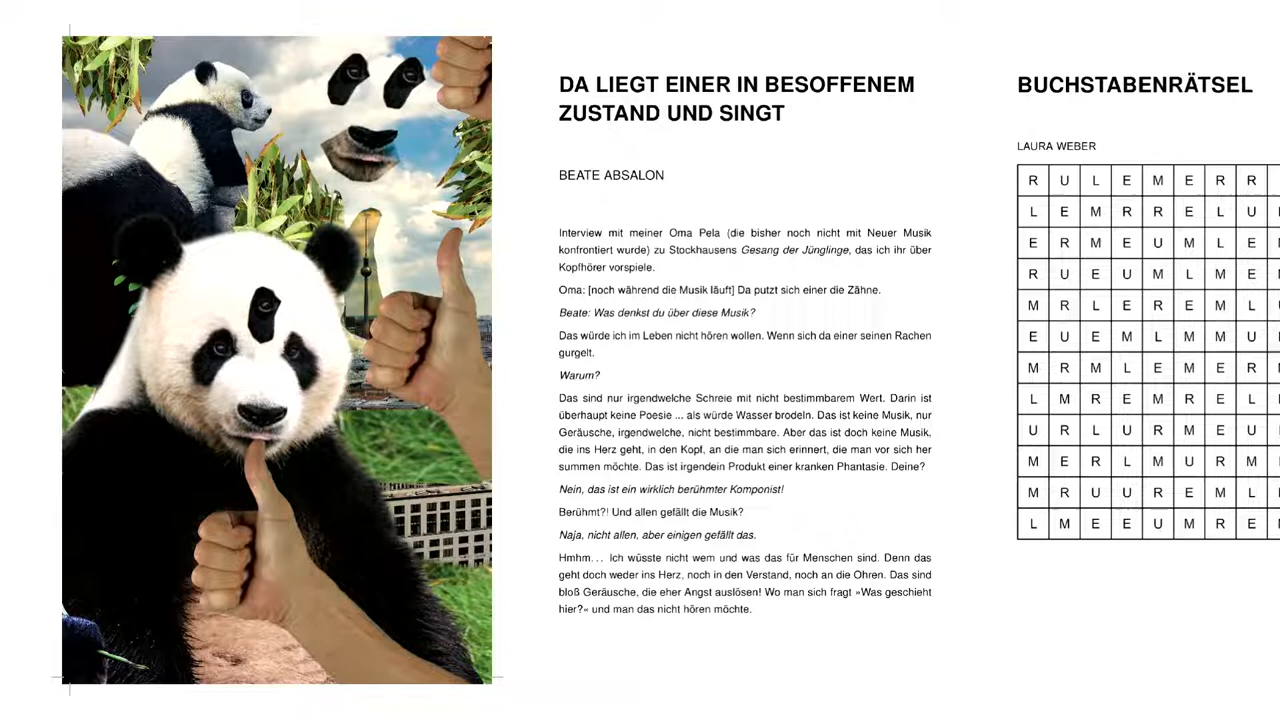 DA LIEGT EINER IN BESOFFENEM
ZUSTAND UND SINGT
BEATE ABSALON
Interview mit meiner Oma Pela (die bisher noch nicht mit Neuer Musik
konfrontiert wurde) zu Stockhausens Gesang der Jünglinge, das ich ihr über
Kopfhörer vorspiele.
Oma: [noch während die Musik läuft] Da putzt sich einer die Zähne.
Beate: Was denkst du über diese Musik?
Das würde ich im Leben nicht hören wollen. Wenn sich da einer seinen Rachen
gurgelt.
Warum?
Das sind nur irgendwelche Schreie mit nicht bestimmbarem Wert. Darin ist
überhaupt keine Poesie ... als würde Wasser brodeln. Das ist keine Musik, nur
Geräusche, irgendwelche, nicht bestimmbare. Aber das ist doch keine Musik,
die ins Herz geht, in den Kopf, an die man sich erinnert, die man vor sich her
summen möchte. Das ist irgendein Produkt einer kranken Phantasie. Deine?
Nein, das ist ein wirklich berühmter Komponist!
Berühmt?! Und allen gefällt die Musik?
Naja, nicht allen, aber einigen gefällt das.
Hmhm... Ich wüsste nicht wem und was das für Menschen sind. Denn das
geht doch weder ins Herz, noch in den Verstand, noch an die Ohren. Das sind
bloß Geräusche, die eher Angst auslösen! Wo man sich fragt »Was geschieht
hier?« und man das nicht hören möchte.
BUCHSTABENRÄTSEL
LAURA WEBER
R U L E M E R R
L E M R R E L U
E R M E U M L E
R U E U M L M E
M R L E R E M L
E U E M L M M U
M R M L E M E R
L M R E M R E L
U R L U R M E U
M E R L M U R M
M R U U R E M L
L M E E U M R E